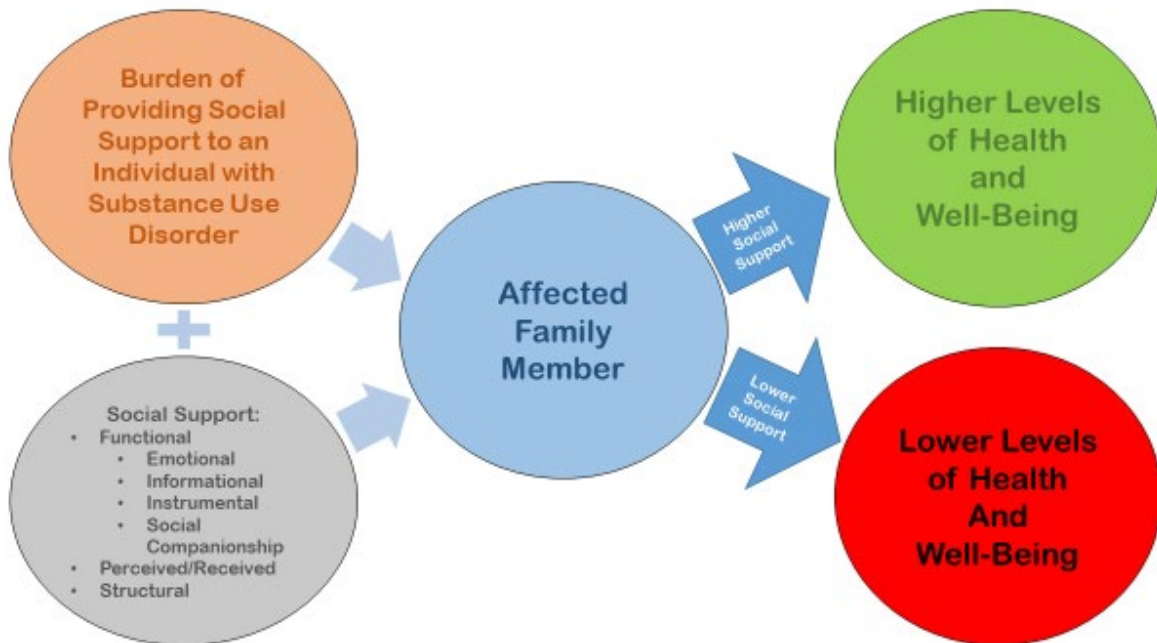 Burden of
Providing Social
Support to an
Individual with
Substance Use
Disorder
Social Support:
• Functional
• Emotional
• Informational
• Instrumental
• Social
Companionship
• Perceived/Received
• Structural
Affected
Family
Member
Higher
Social
Support
Lower
Social
Support
Higher Levels
of Health
and
Well-Being
Lower Levels
of Health
And
Well-Being